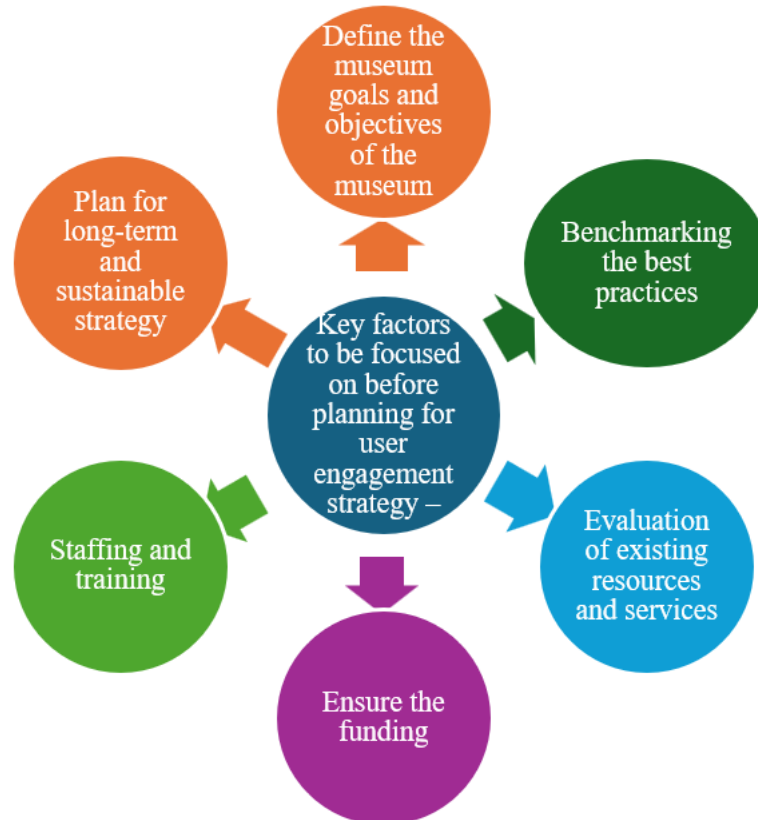 Define the
museum
goals and
objectives
of the
museum
Plan for
long-term
and
sustainable
strategy
Benchmarking
the best
practices
Key factors
to be focused
on before
planning for
user
engagement
strategy –
Staffing and
training
Evaluation
of existing
resources
and services
Ensure the
funding